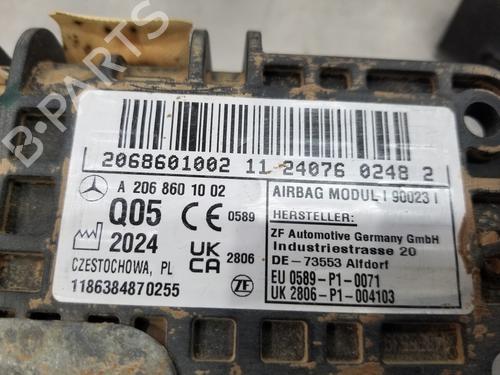 2068601002 11 24076 0248 2
A 206 860 10 02
Q05 CE 0589
2024 UK CA 2806
CZESTOCHOWA, PL
1186384870255
ZF
AIRBAG MODUL I 90023 I
HERSTELLER:
ZF Automotive Germany GmbH
Industriestrasse 20
DE-73553 Alfdorf
EU 0589-P1-0071
UK 2806-P1-004103
B-PARTS